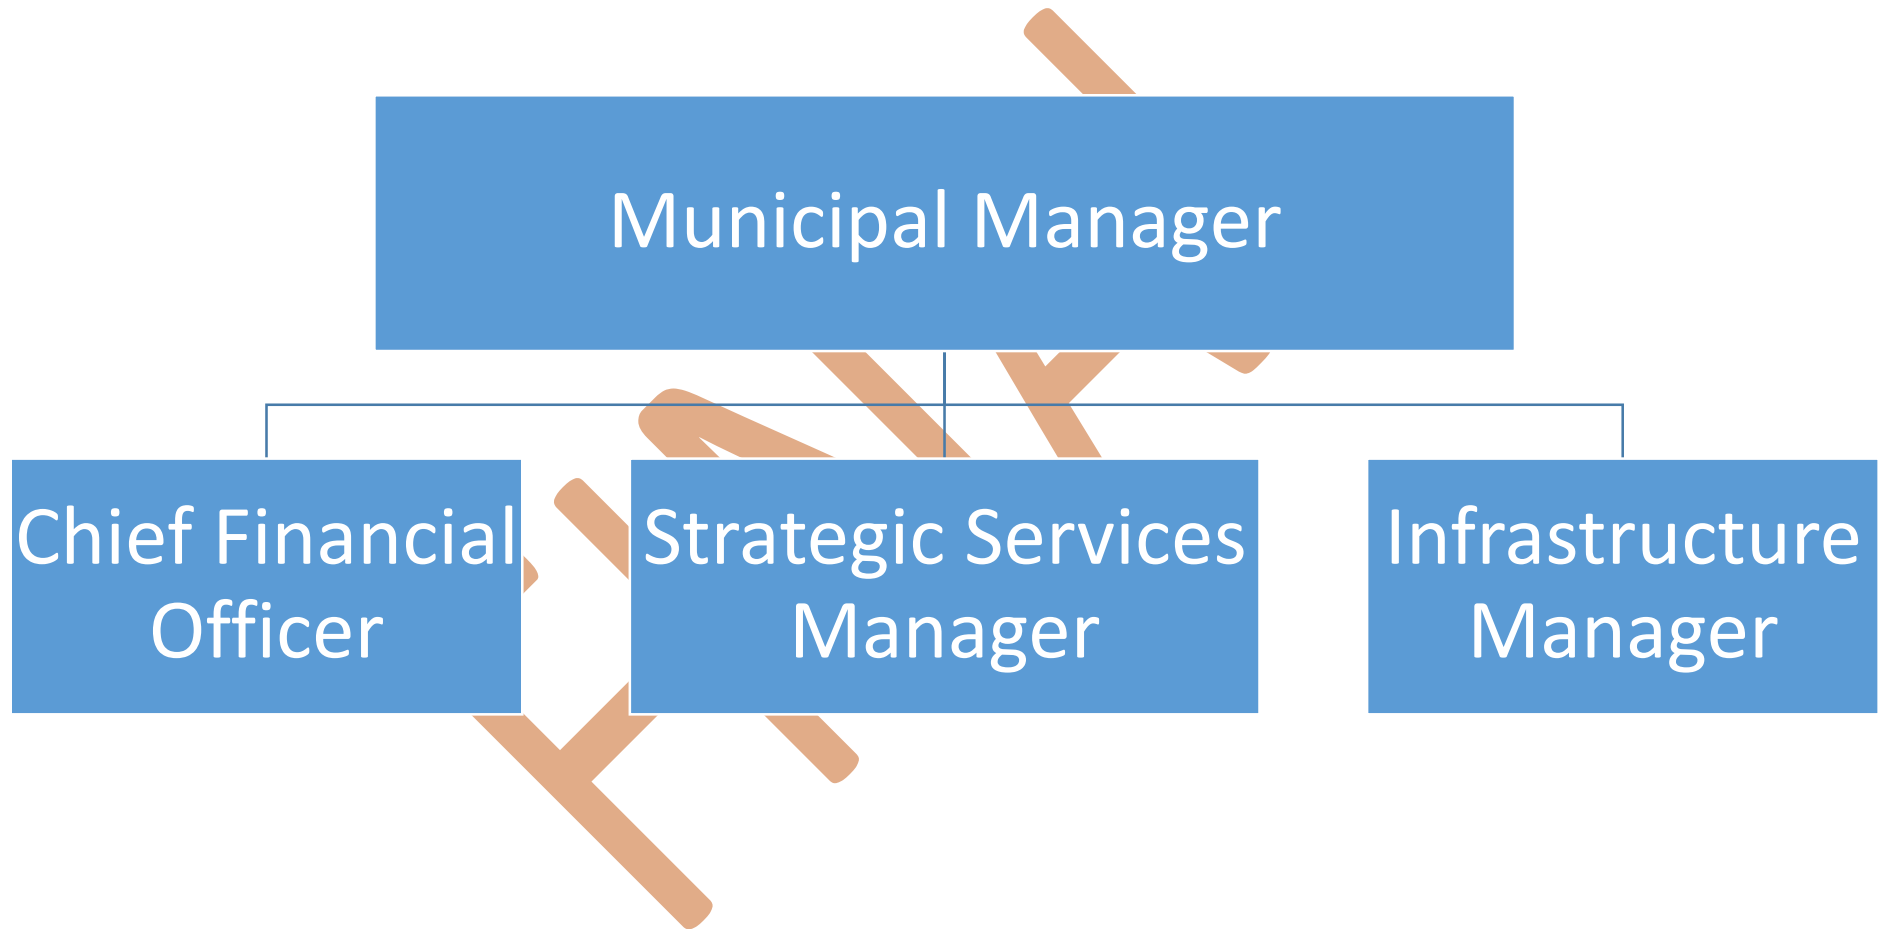 Municipal Manager
Chief Financial
Officer
Strategic Services
Manager
Infrastructure
Manager